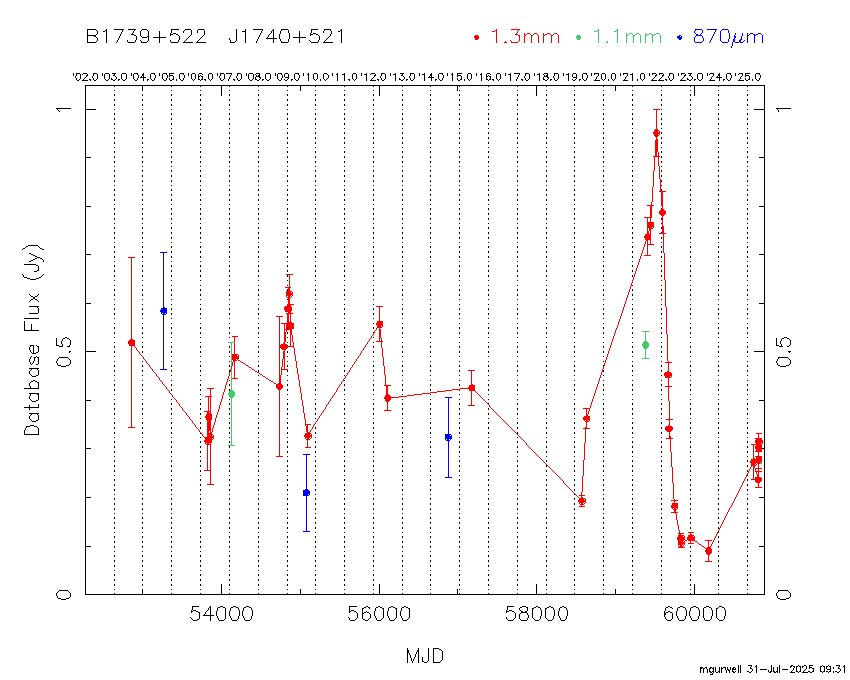 B1739+522 J1740+521 1.3mm 1.1mm 870μm
'02.0 '03.0 '04.0 '05.0 '06.0 '07.0 '08.0 '09.0 '10.0 '11.0 '12.0 '13.0 '14.0 '15.0 '16.0 '17.0 '18.0 '19.0 '20.0 '21.0 '22.0 '23.0 '24.0 '25.0
1 1
Database Flux (Jy)
0.5 0.5
0 0
54000 56000 58000 60000
MJD
mgurwell 31-Jul-2025 09:31